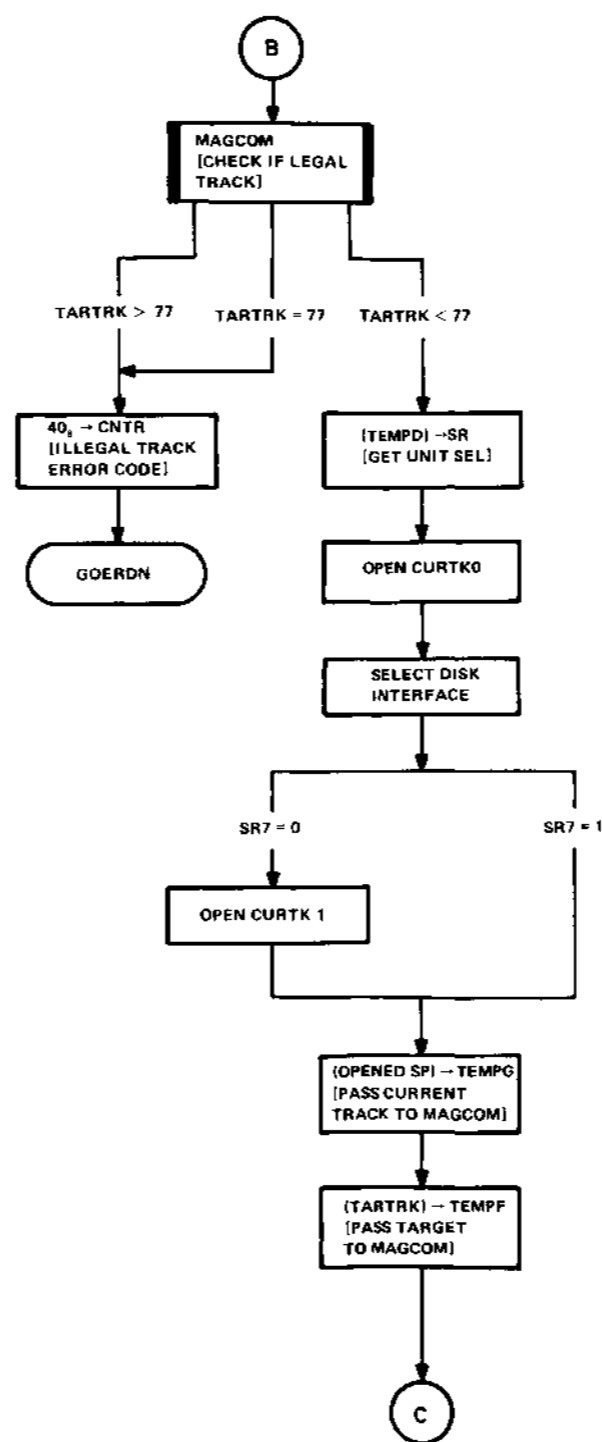 B
MAGCOM
[CHECK IF LEGAL
TRACK]
TARTRK > 77
TARTRK = 77
TARTRK < 77
40₈ → CNTR
[ILLEGAL TRACK
ERROR CODE]
(TEMPD) → SR
[GET UNIT SEL]
GOERDN
OPEN CURTK0
SELECT DISK
INTERFACE
SR7 = 0
SR7 = 1
OPEN CURTK 1
(OPENED SP) → TEMPG
[PASS CURRENT
TRACK TO MAGCOM]
(TARTRK) → TEMPF
[PASS TARGET
TO MAGCOM]
C